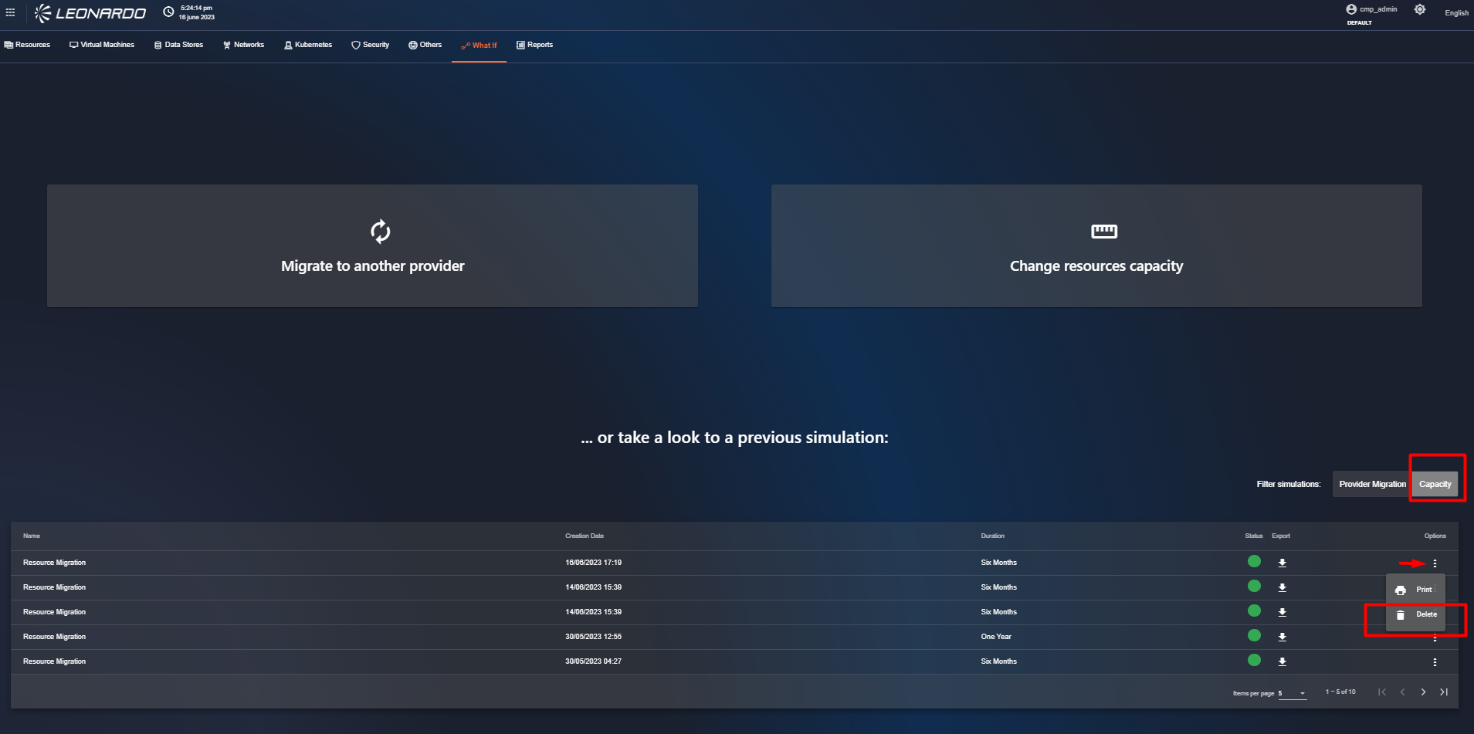 LEONARDO
5:24:14 pm
16 june 2023
cmp_admin
DEFAULT
English
Resources Virtual Machines Data Stores Networks Kubernetes Security Others What If Reports
Migrate to another provider
Change resources capacity
... or take a look to a previous simulation:
Filter simulations: Provider Migration Capacity
Name Creation Date Duration Status Export Options
Resource Migration 16/06/2023 17:19 Six Months
Resource Migration 14/06/2023 15:39 Six Months
Print
Resource Migration 14/06/2023 15:39 Six Months
Delete
Resource Migration 30/05/2023 12:55 One Year
Resource Migration 30/05/2023 04:27 Six Months
Items per page 5 1 – 5 of 10